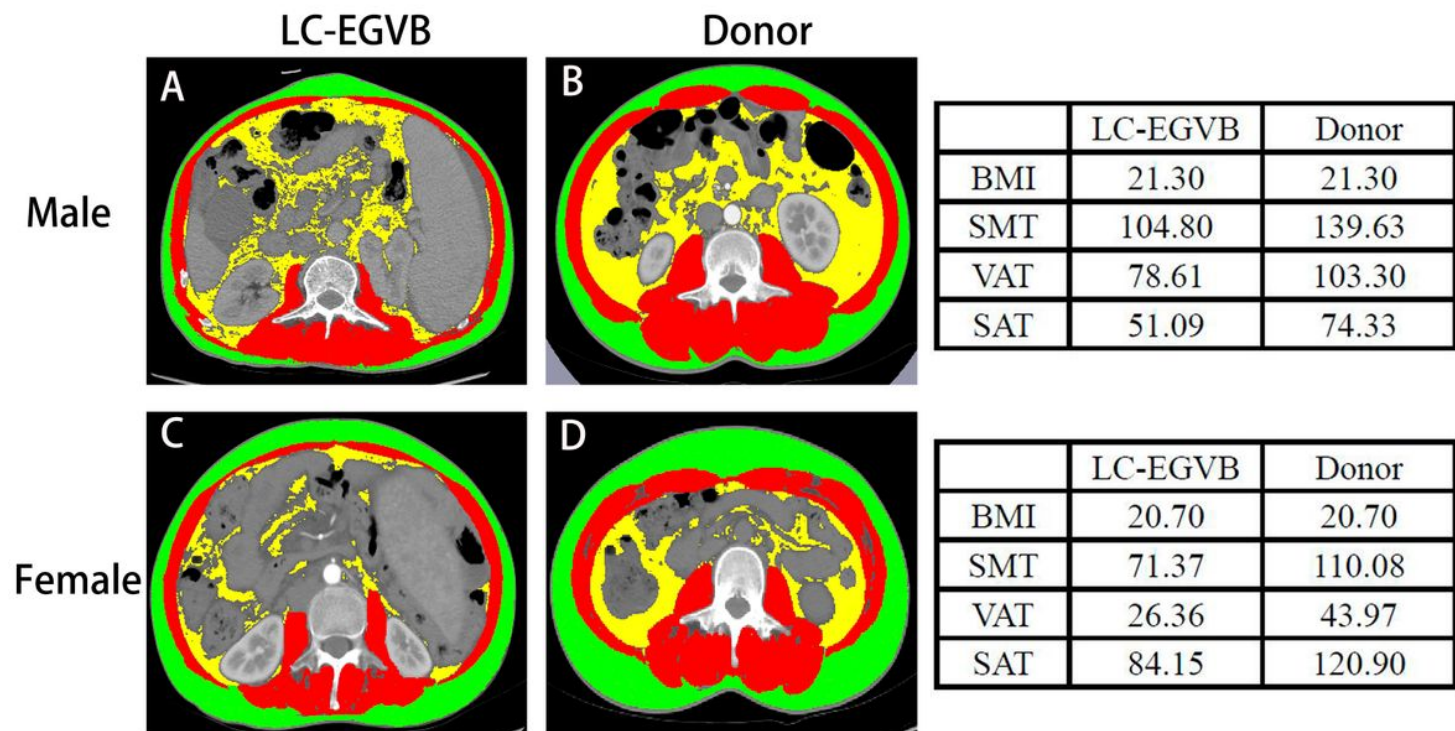 LC-EGVB Donor
A B
Male
LC-EGVB Donor
BMI 21.30 21.30
SMT 104.80 139.63
VAT 78.61 103.30
SAT 51.09 74.33
C D
Female
LC-EGVB Donor
BMI 20.70 20.70
SMT 71.37 110.08
VAT 26.36 43.97
SAT 84.15 120.90